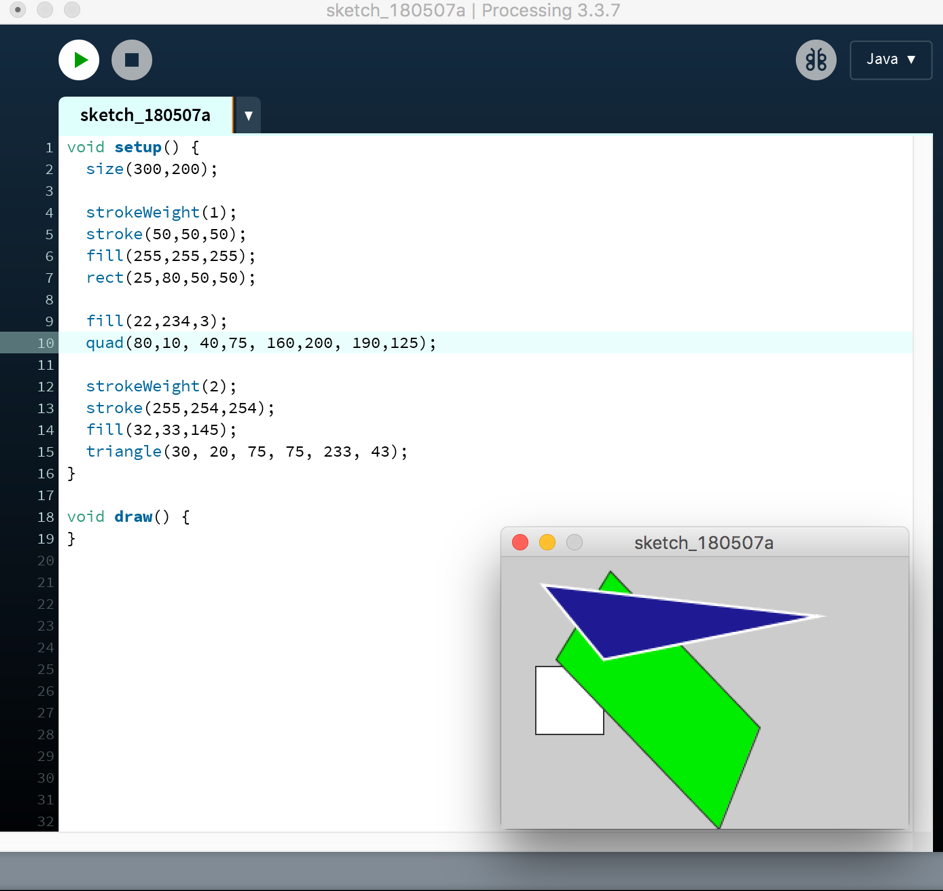 sketch_180507a | Processing 3.3.7
Java ▼
sketch_180507a ▼
1 void setup() {
2 size(300,200);
3
4 strokeWeight(1);
5 stroke(50,50,50);
6 fill(255,255,255);
7 rect(25,80,50,50);
8
9 fill(22,234,3);
10 quad(80,10, 40,75, 160,200, 190,125);
11
12 strokeWeight(2);
13 stroke(255,254,254);
14 fill(32,33,145);
15 triangle(30, 20, 75, 75, 233, 43);
16 }
17
18 void draw() {
19 }
20
21
22
23
24
25
26
27
28
29
30
31
32
sketch_180507a